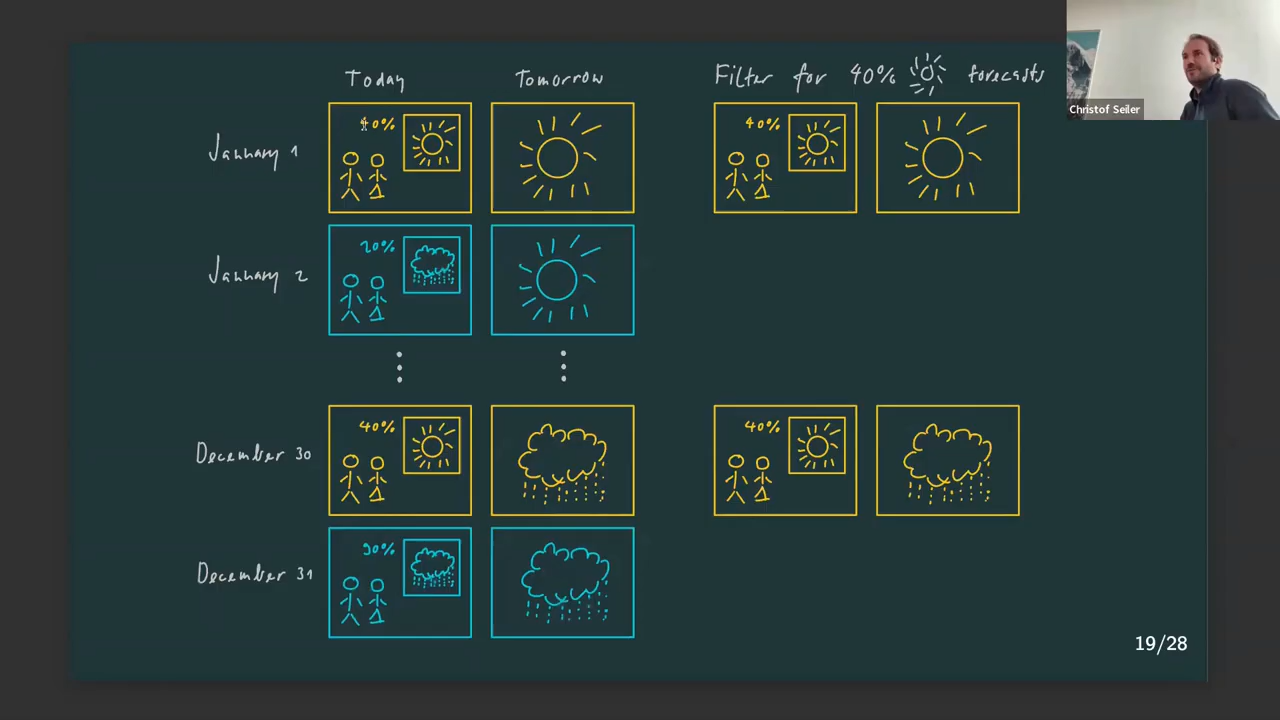 Today Tomorrow Filter for 40% forecasts
Christof Seiler
January 1 40% 40%
January 2 20%
December 30 40% 40%
December 31 90%
19/28